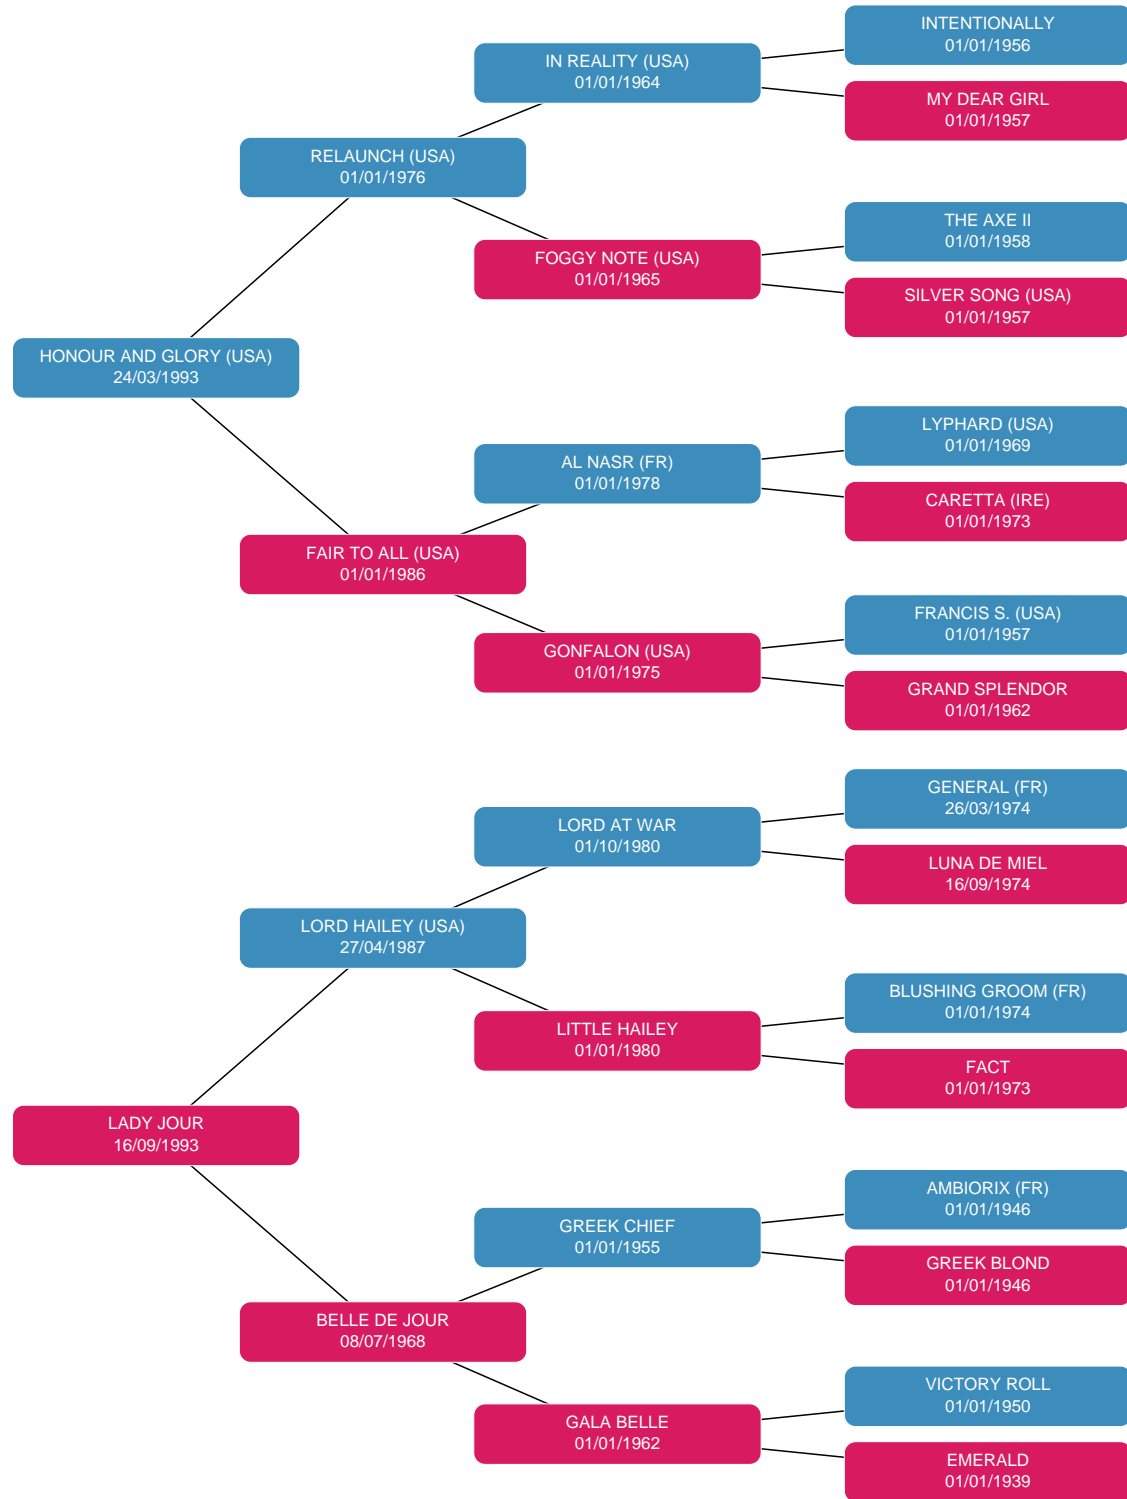 INTENTIONALLY
01/01/1956
IN REALITY (USA)
01/01/1964
MY DEAR GIRL
01/01/1957
RELAUNCH (USA)
01/01/1976
THE AXE II
01/01/1958
FOGGY NOTE (USA)
01/01/1965
SILVER SONG (USA)
01/01/1957
HONOUR AND GLORY (USA)
24/03/1993
LYPHARD (USA)
01/01/1969
AL NASR (FR)
01/01/1978
CARETTA (IRE)
01/01/1973
FAIR TO ALL (USA)
01/01/1986
FRANCIS S. (USA)
01/01/1957
GONFALON (USA)
01/01/1975
GRAND SPLENDOR
01/01/1962
GENERAL (FR)
26/03/1974
LORD AT WAR
01/10/1980
LUNA DE MIEL
16/09/1974
LORD HAILEY (USA)
27/04/1987
BLUSHING GROOM (FR)
01/01/1974
LITTLE HAILEY
01/01/1980
FACT
01/01/1973
LADY JOUR
16/09/1993
AMBIORIX (FR)
01/01/1946
GREEK CHIEF
01/01/1955
GREEK BLOND
01/01/1946
BELLE DE JOUR
08/07/1968
VICTORY ROLL
01/01/1950
GALA BELLE
01/01/1962
EMERALD
01/01/1939